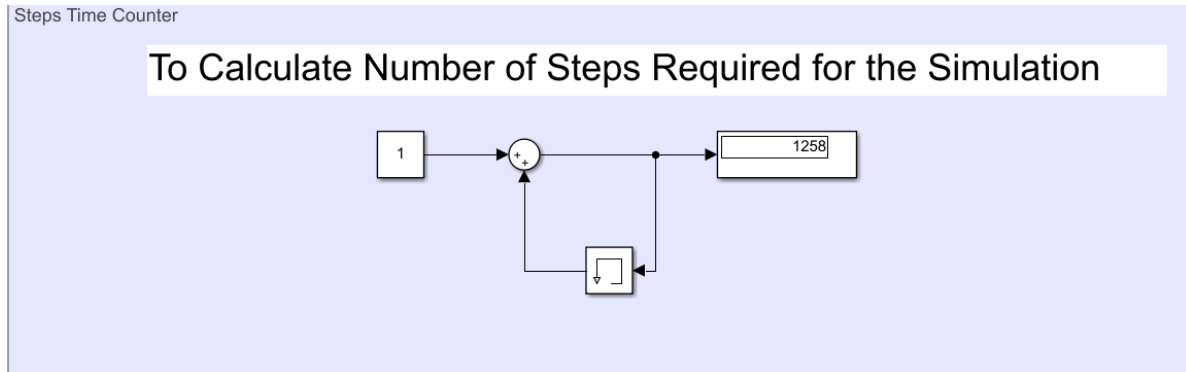 Steps Time Counter
To Calculate Number of Steps Required for the Simulation
1
+
+
1258